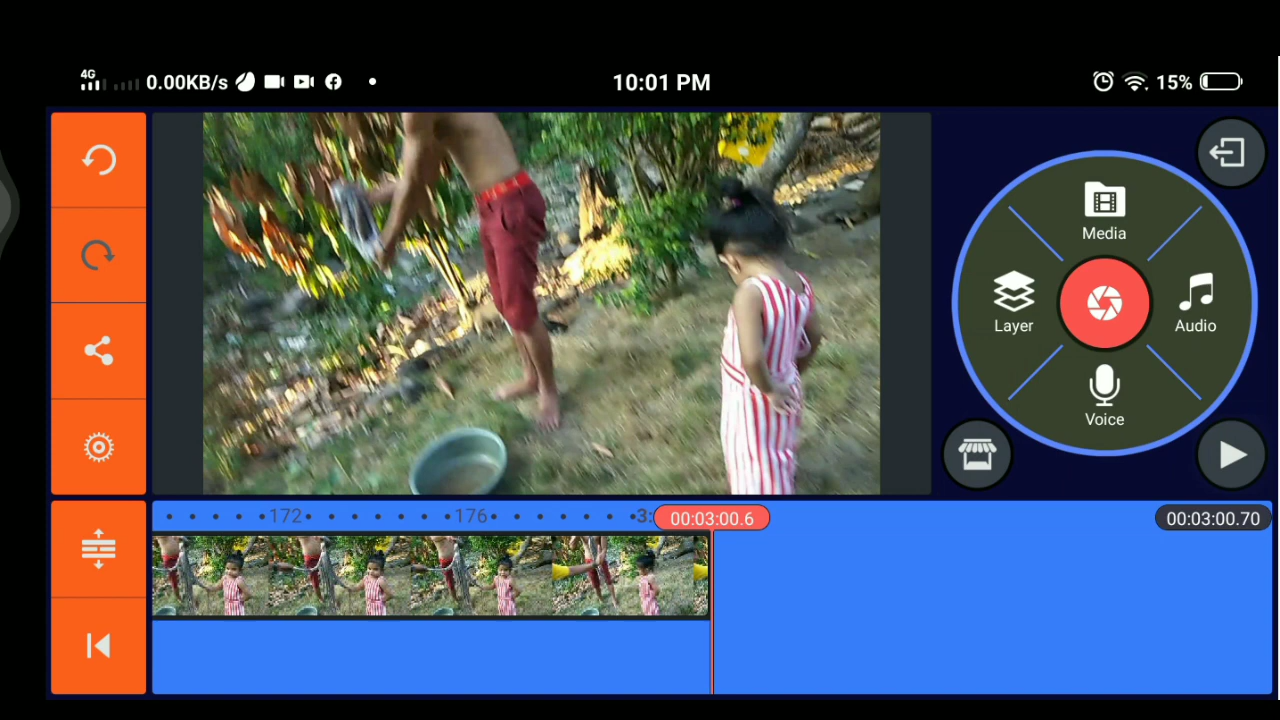 4G 0.00KB/s 10:01 PM 15%
Media
Layer
Audio
Voice
172 176 3: 00:03:00.6 00:03:00.70